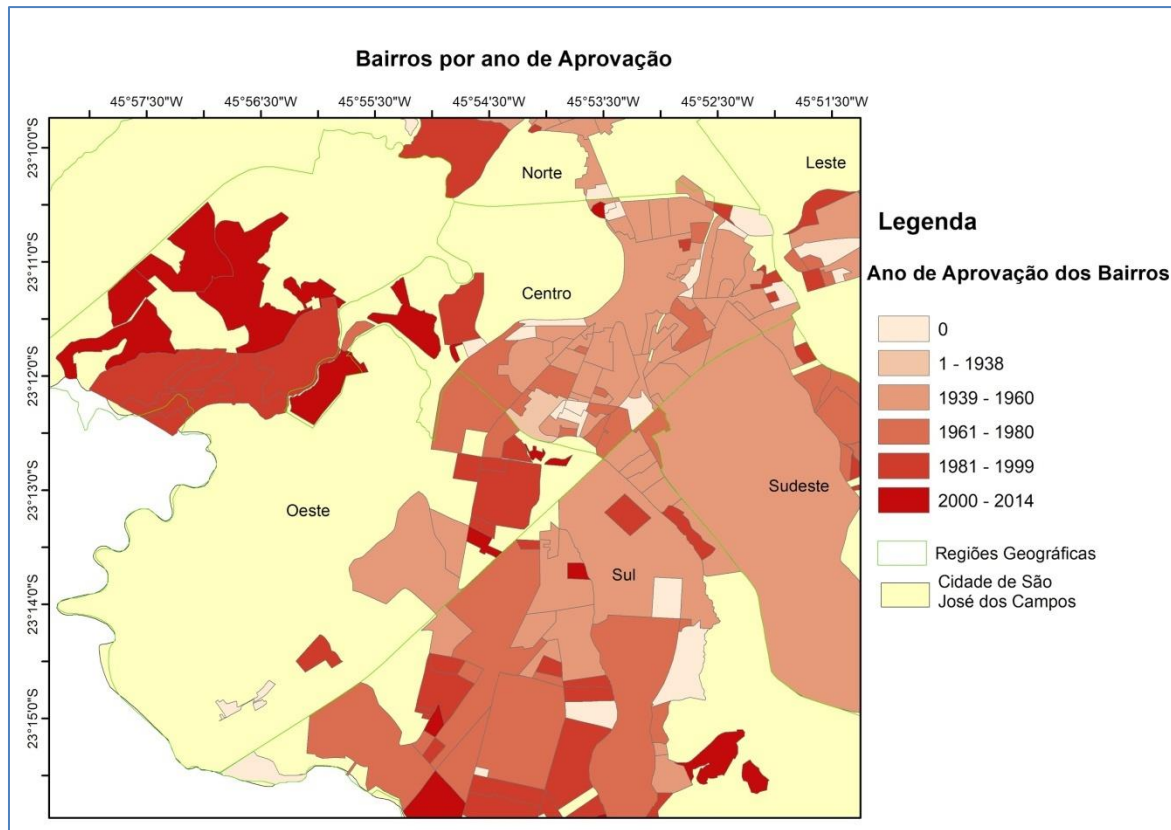 Bairros por ano de Aprovação
45°57'30"W 45°56'30"W 45°55'30"W 45°54'30"W 45°53'30"W 45°52'30"W 45°51'30"W
23°10'0"S
23°11'0"S
23°12'0"S
23°13'0"S
23°14'0"S
23°15'0"S
Norte
Leste
Centro
Oeste
Sudeste
Sul
Legenda
Ano de Aprovação dos Bairros
0
1 - 1938
1939 - 1960
1961 - 1980
1981 - 1999
2000 - 2014
Regiões Geográficas
Cidade de São
José dos Campos